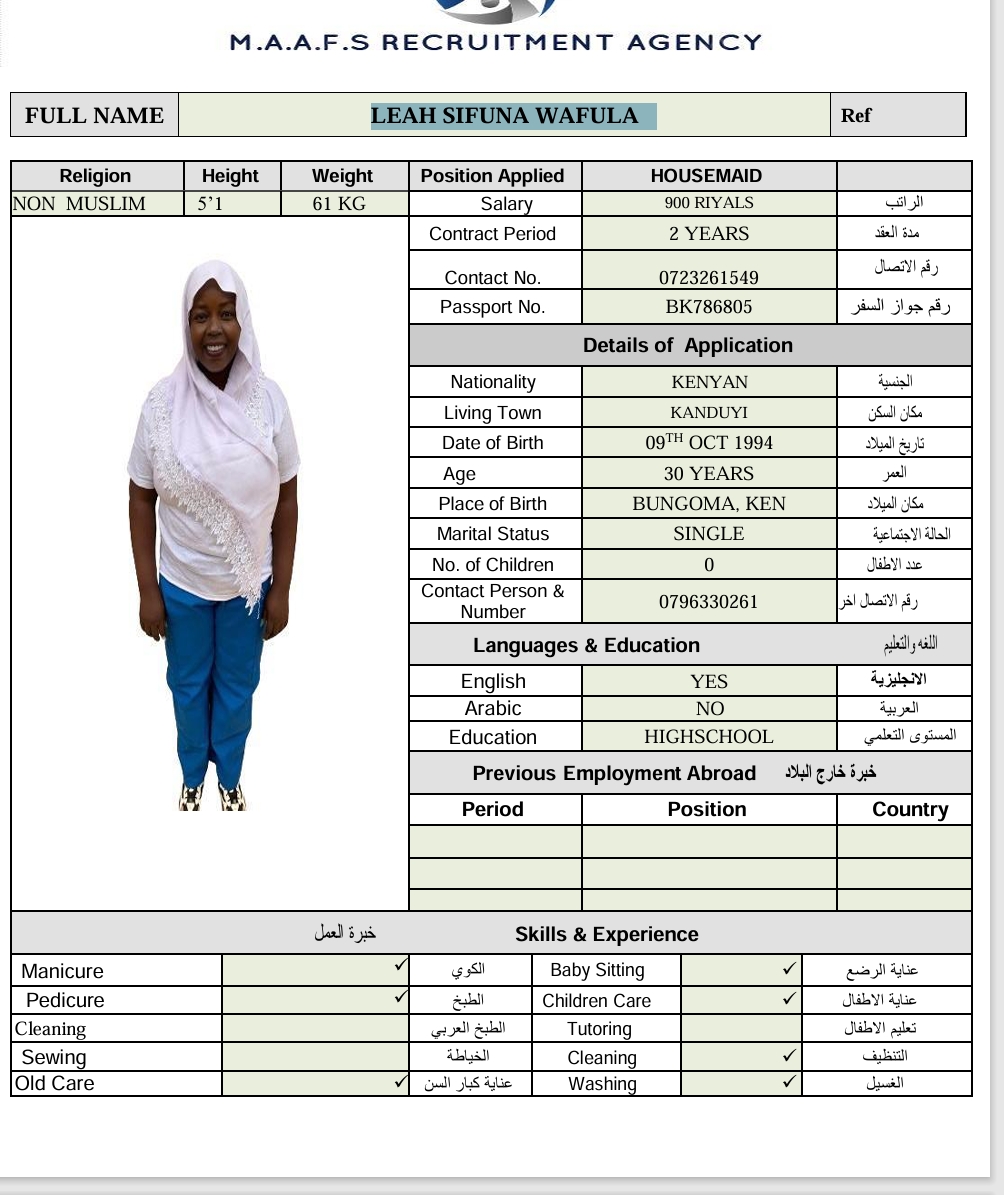 M.A.A.F.S RECRUITMENT AGENCY
FULL NAME LEAH SIFUNA WAFULA Ref
Religion Height Weight Position Applied HOUSEMAID
NON MUSLIM 5’1 61 KG Salary 900 RIYALS الراتب
Contract Period 2 YEARS مدة العقد
Contact No. 0723261549 رقم الاتصال
Passport No. BK786805 رقم جواز السفر
Details of Application
Nationality KENYAN الجنسية
Living Town KANDUYI مكان السكن
Date of Birth 09TH OCT 1994 تاريخ الميلاد
Age 30 YEARS العمر
Place of Birth BUNGOMA, KEN مكان الميلاد
Marital Status SINGLE الحالة الاجتماعية
No. of Children 0 عدد الاطفال
Contact Person & Number 0796330261 رقم الاتصال اخر
Languages & Education اللغه والتعليم
English YES الانجليزية
Arabic NO العربية
Education HIGHSCHOOL المستوى التعلمي
Previous Employment Abroad خبرة خارج البلاد
Period Position Country
خبرة العمل Skills & Experience
Manicure ✓ الكوي Baby Sitting ✓ عناية الرضع
Pedicure ✓ الطبخ Children Care ✓ عناية الاطفال
Cleaning الطبخ العربي Tutoring تعليم الاطفال
Sewing الخياطة Cleaning ✓ التنظيف
Old Care ✓ عناية كبار السن Washing ✓ الغسيل